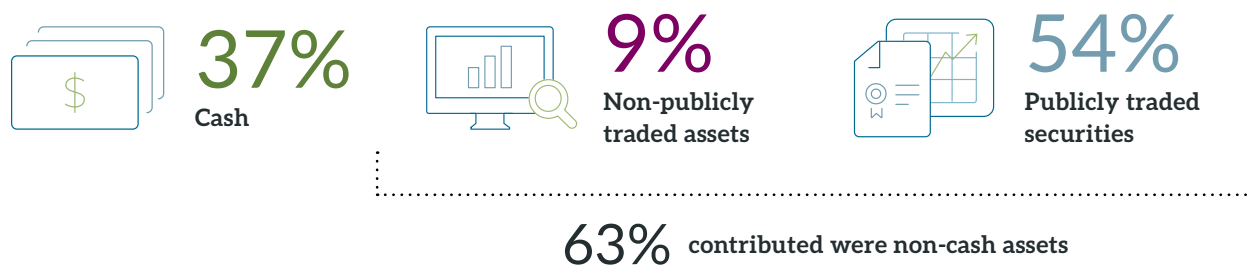 $
37%
Cash
9%
Non-publicly
traded assets
54%
Publicly traded
securities
63% contributed were non-cash assets